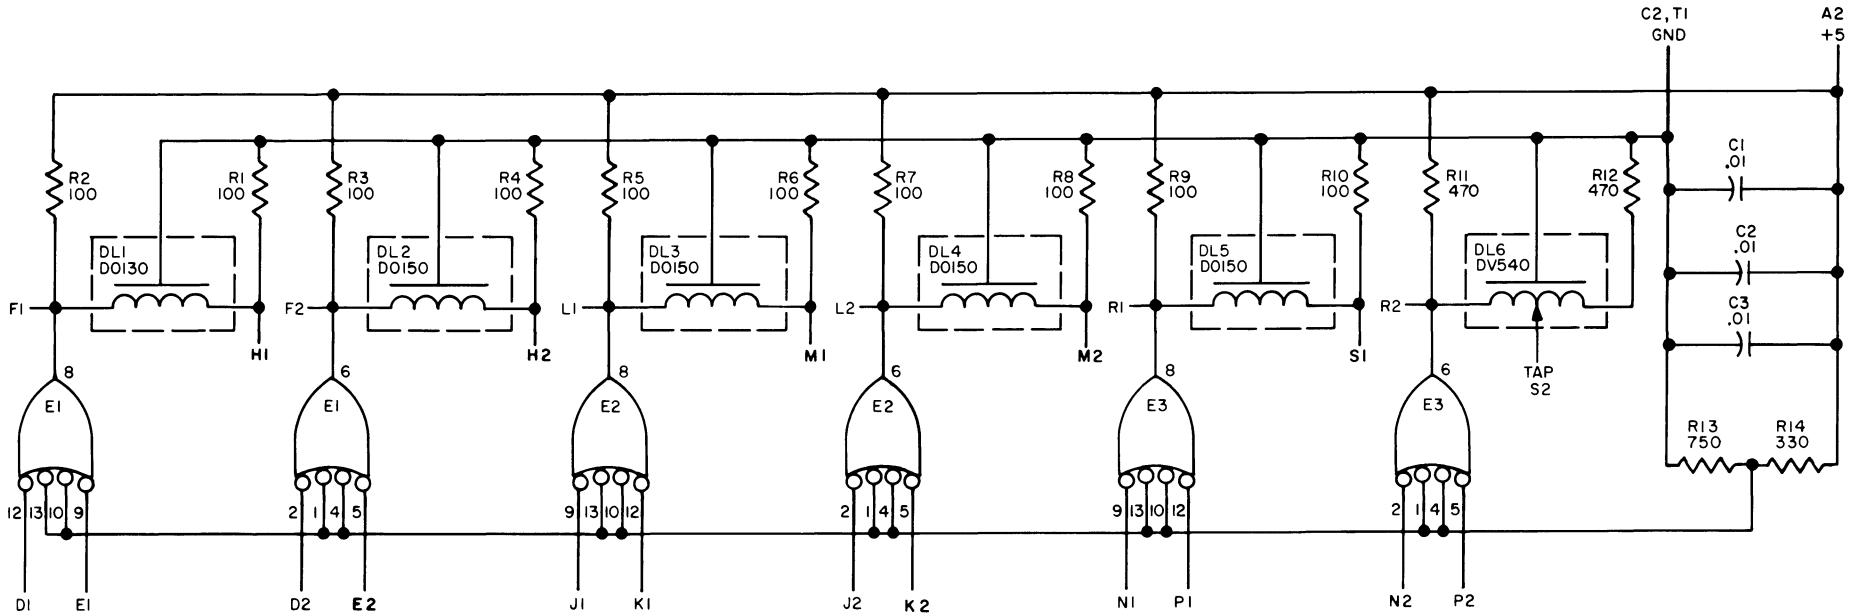 C2, T1
GND
A2
+5
R2
100
R1
100
R3
100
R4
100
R5
100
R6
100
R7
100
R8
100
R9
100
R10
100
R11
470
R12
470
C1
.01
C2
.01
C3
.01
DL1
D0130
DL2
D0150
DL3
D0150
DL4
D0150
DL5
D0150
DL6
DV540
F1
H1
F2
H2
L1
M1
L2
M2
R1
S1
R2
TAP
S2
8
E1
6
E1
8
E2
6
E2
8
E3
6
E3
R13
750
R14
330
12 13 10 9
2 1 4 5
9 13 10 12
2 1 4 5
9 13 10 12
2 1 4 5
D1 E1
D2 E2
J1 K1
J2 K2
N1 P1
N2 P2